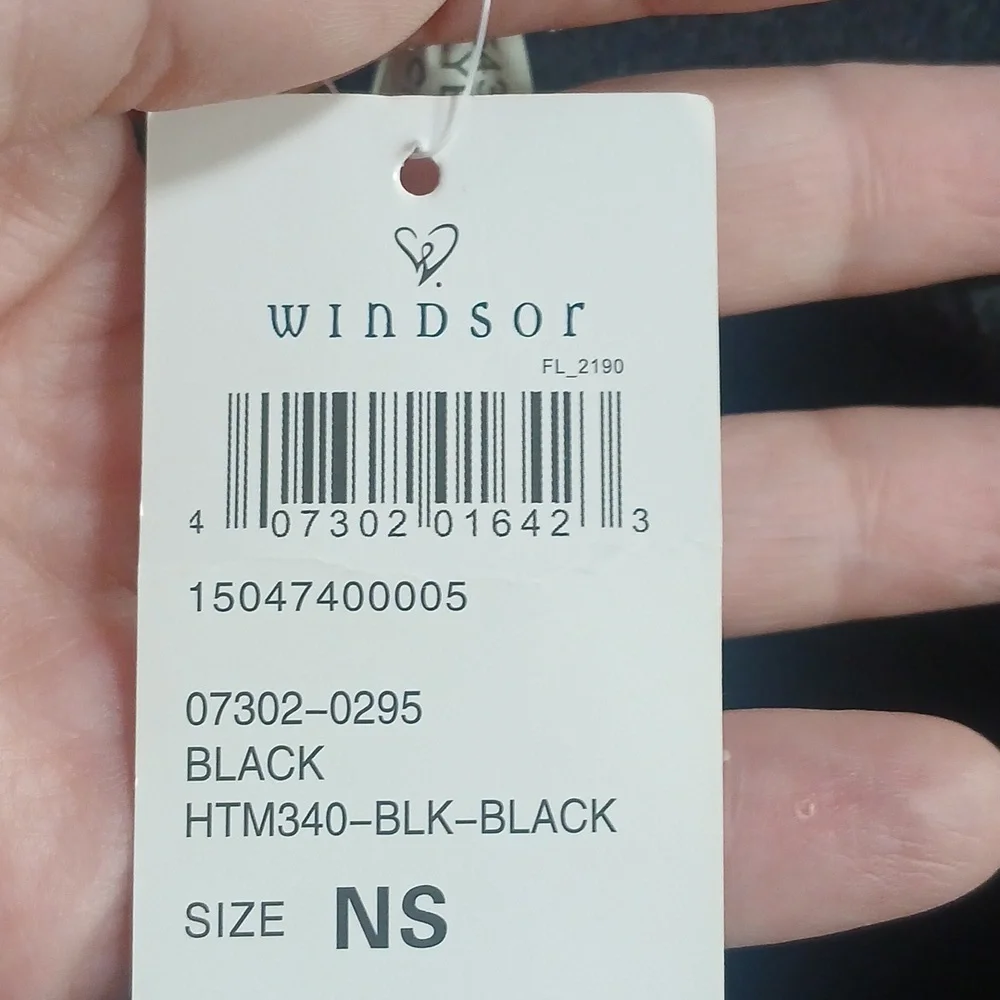 WINDSOR
FL_2190
4 07302 01642 3
15047400005
07302-0295
BLACK
HTM340-BLK-BLACK
SIZE NS